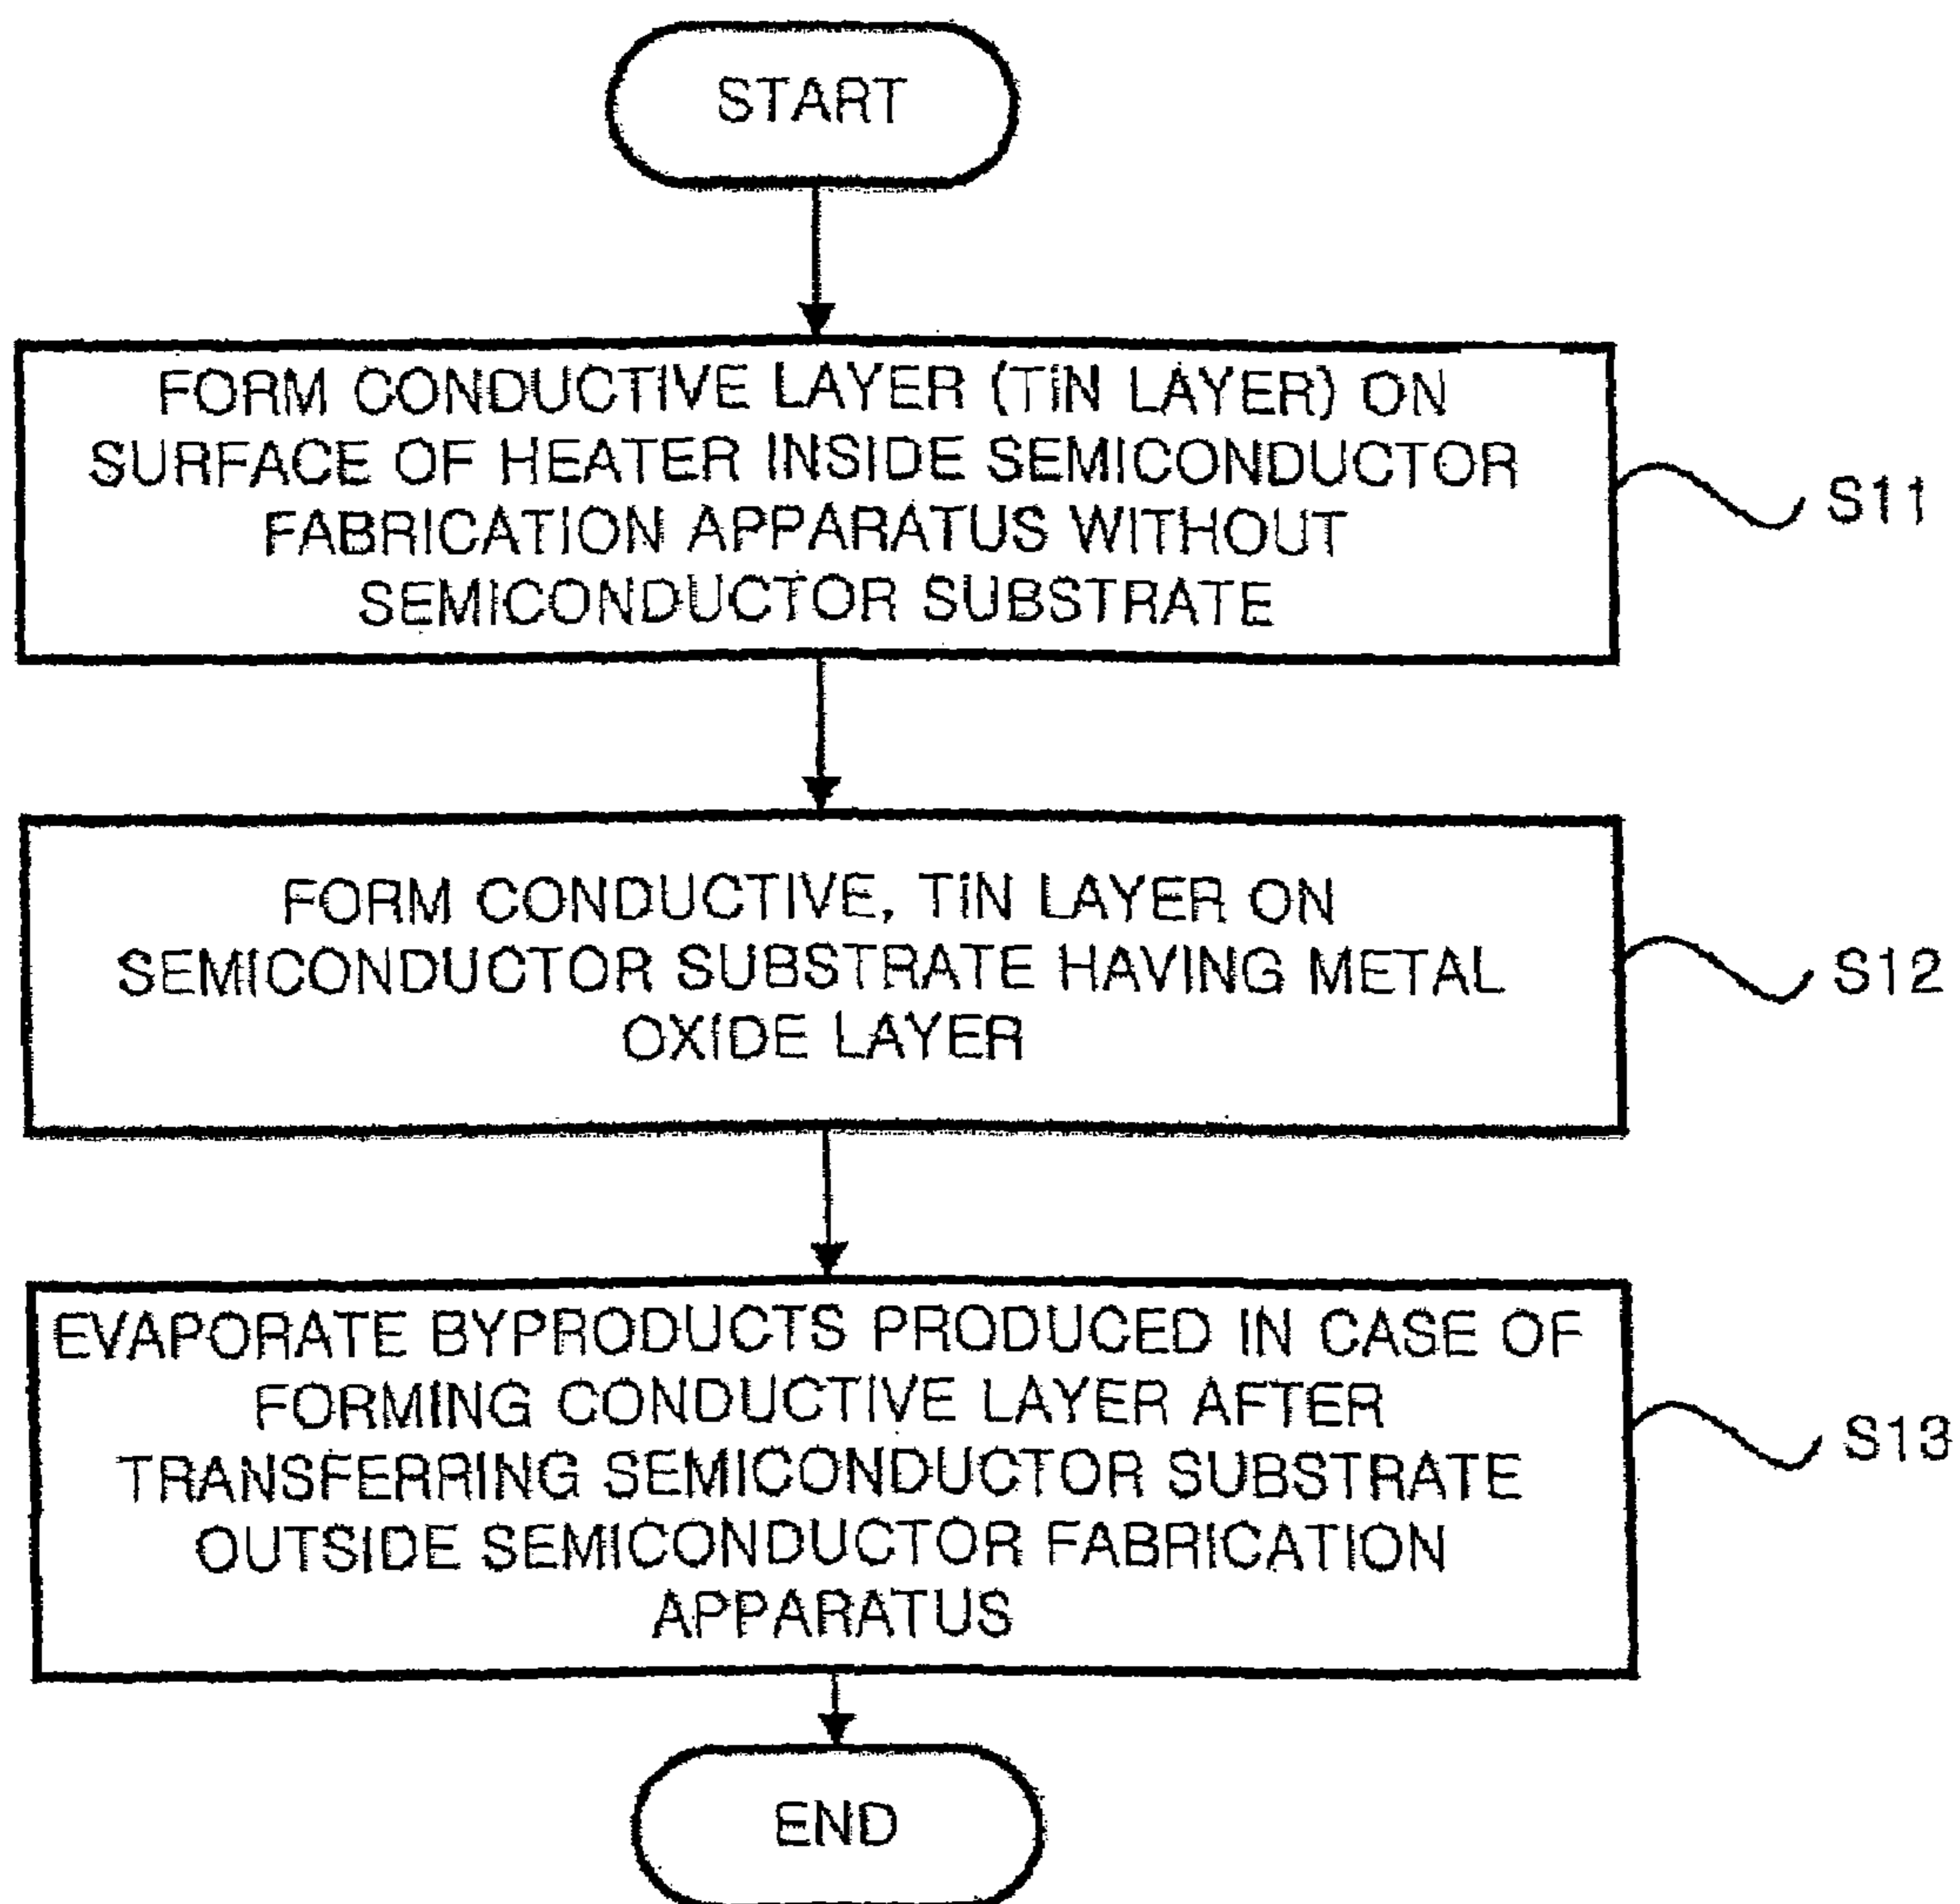 START
FORM CONDUCTIVE LAYER (TiN LAYER) ON
SURFACE OF HEATER INSIDE SEMICONDUCTOR
FABRICATION APPARATUS WITHOUT
SEMICONDUCTOR SUBSTRATE
S11
FORM CONDUCTIVE, TiN LAYER ON
SEMICONDUCTOR SUBSTRATE HAVING METAL
OXIDE LAYER
S12
EVAPORATE BYPRODUCTS PRODUCED IN CASE OF
FORMING CONDUCTIVE LAYER AFTER
TRANSFERRING SEMICONDUCTOR SUBSTRATE
OUTSIDE SEMICONDUCTOR FABRICATION
APPARATUS
S13
END